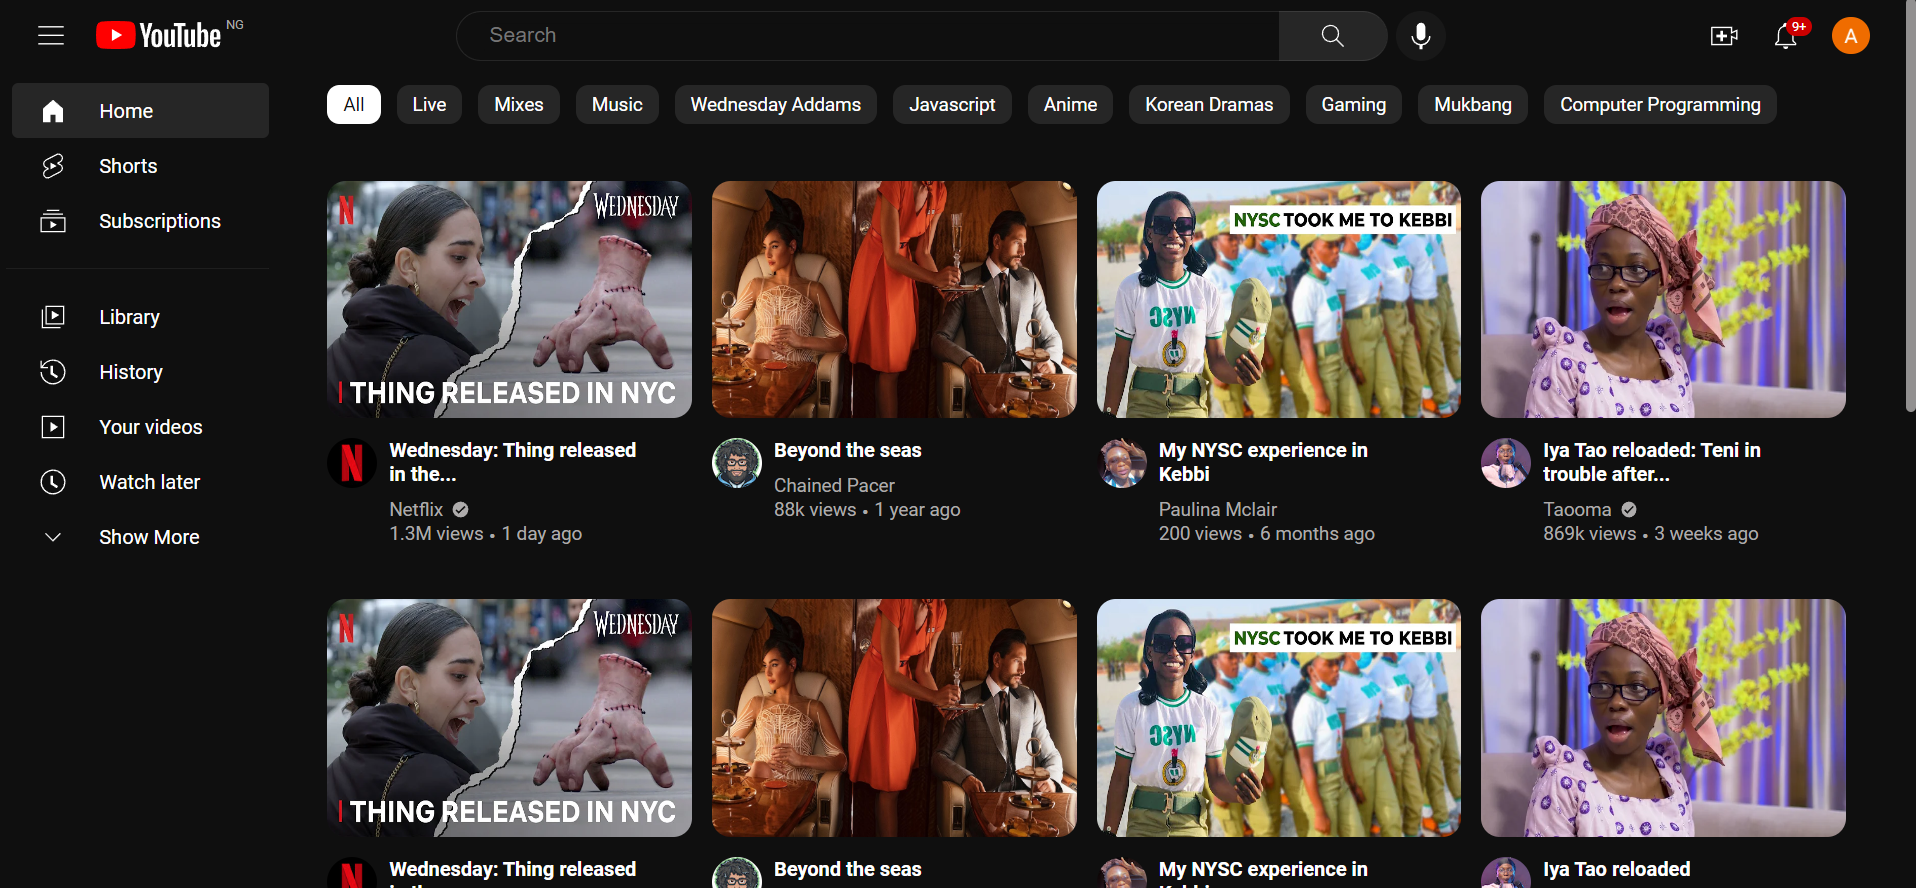 YouTube NG
Search
9+
A
Home
Shorts
Subscriptions
Library
History
Your videos
Watch later
Show More
All Live Mixes Music Wednesday Addams Javascript Anime Korean Dramas Gaming Mukbang Computer Programming
N
WEDNESDAY
THING RELEASED IN NYC
NYSC TOOK ME TO KEBBI
NYSC
N
Wednesday: Thing released
in the...
Netflix
1.3M views • 1 day ago
Beyond the seas
Chained Pacer
88k views • 1 year ago
My NYSC experience in
Kebbi
Paulina Mclair
200 views • 6 months ago
Iya Tao reloaded: Teni in
trouble after...
Taooma
869k views • 3 weeks ago
N
WEDNESDAY
THING RELEASED IN NYC
NYSC TOOK ME TO KEBBI
NYSC
N
Wednesday: Thing released
Beyond the seas
My NYSC experience in
Iya Tao reloaded